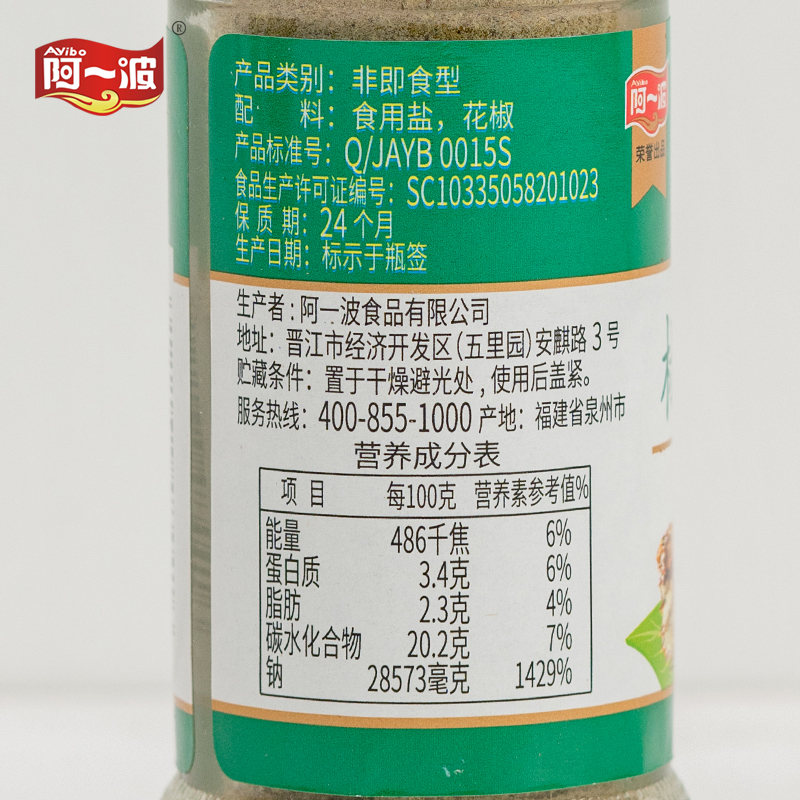 Ayibo
阿一波®
产品类别：非即食型
配 料：食用盐，花椒
产品标准号：Q/JAYB 0015S
食品生产许可证编号：SC10335058201023
保 质 期：24个月
生产日期：标示于瓶签
Ayibo
阿一波
荣誉出品
生产者：阿一波食品有限公司
地址：晋江市经济开发区(五里园)安麒路3号
贮藏条件：置于干燥避光处，使用后盖紧。
服务热线：400-855-1000 产地：福建省泉州市
营养成分表
项目 每100克 营养素参考值%
能量 486千焦 6%
蛋白质 3.4克 6%
脂肪 2.3克 4%
碳水化合物 20.2克 7%
钠 28573毫克 1429%